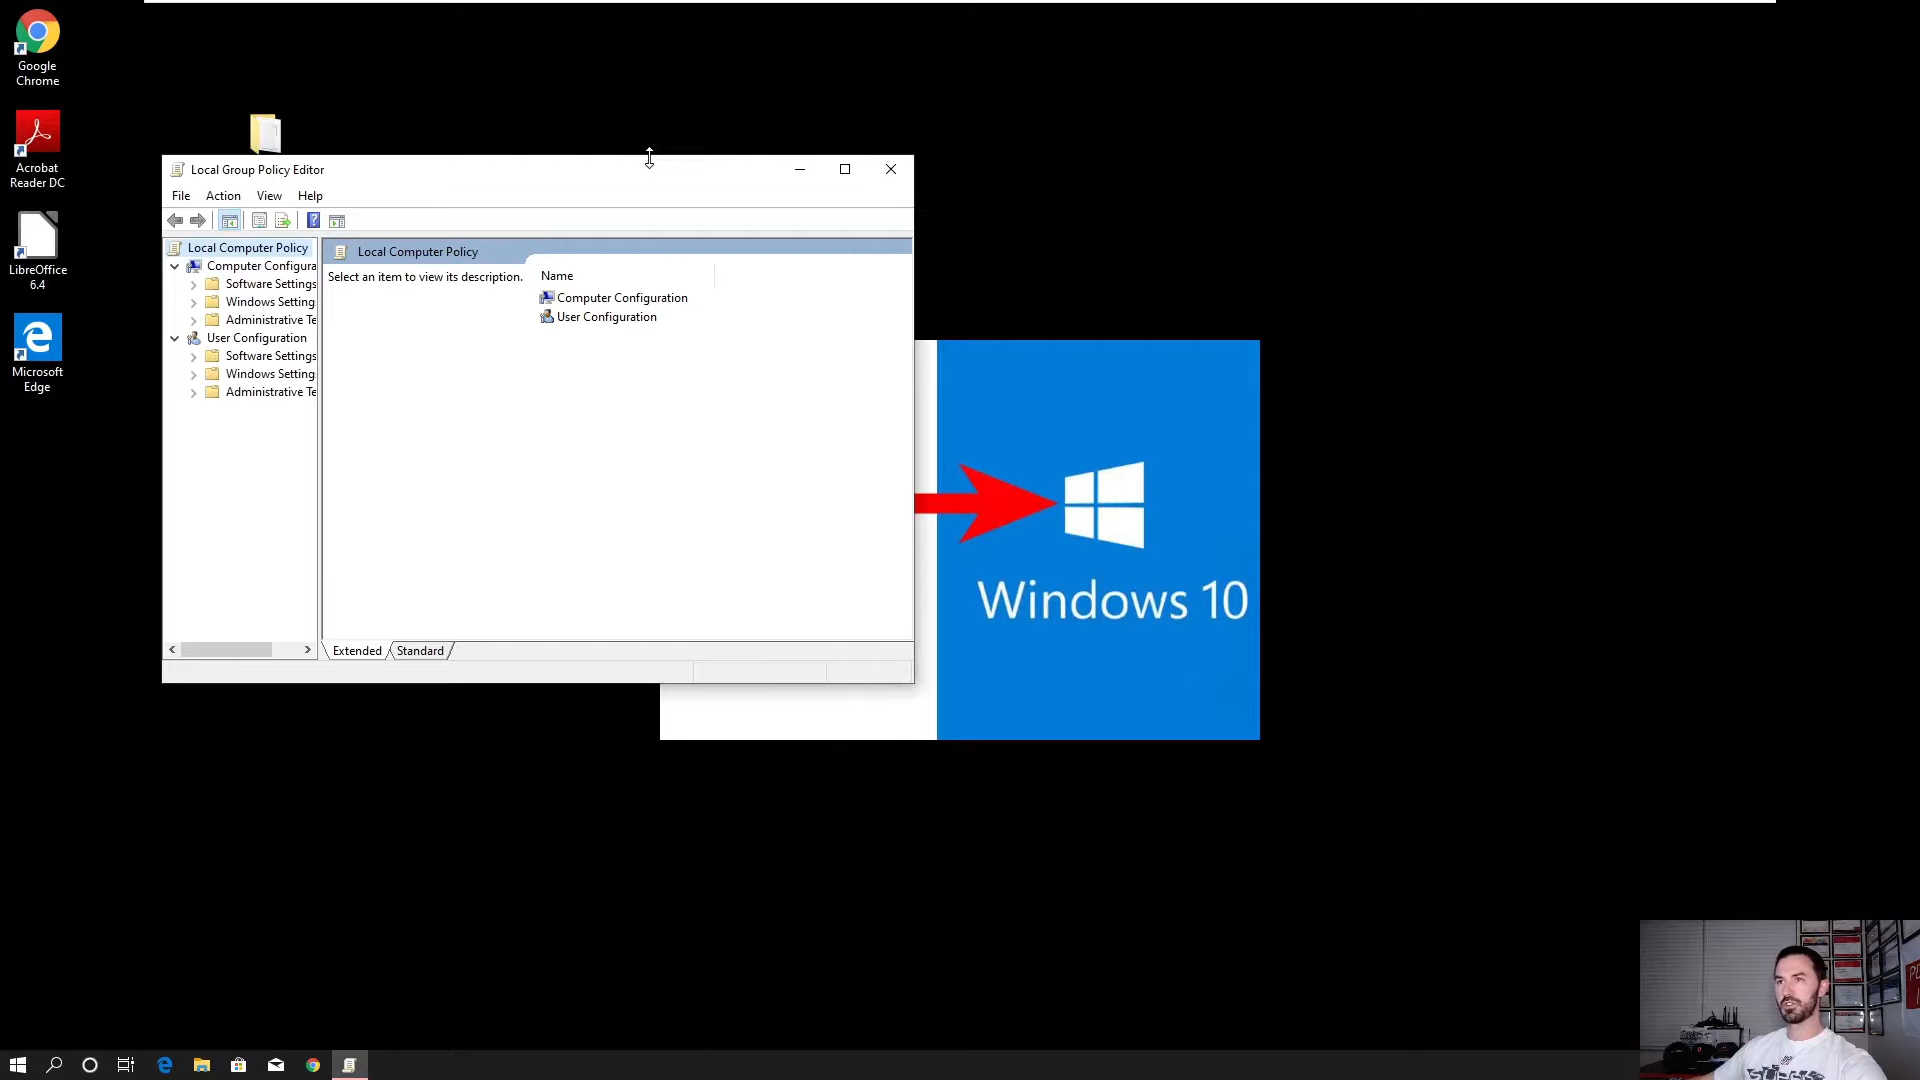 Google
Chrome
Acrobat
Reader DC
LibreOffice
6.4
Microsoft
Edge
Local Group Policy Editor
File Action View Help
Local Computer Policy
Computer Configura
Software Settings
Windows Setting
Administrative Te
User Configuration
Software Settings
Windows Setting
Administrative Te
Local Computer Policy
Select an item to view its description.
Name
Computer Configuration
User Configuration
Extended
Standard
Windows 10